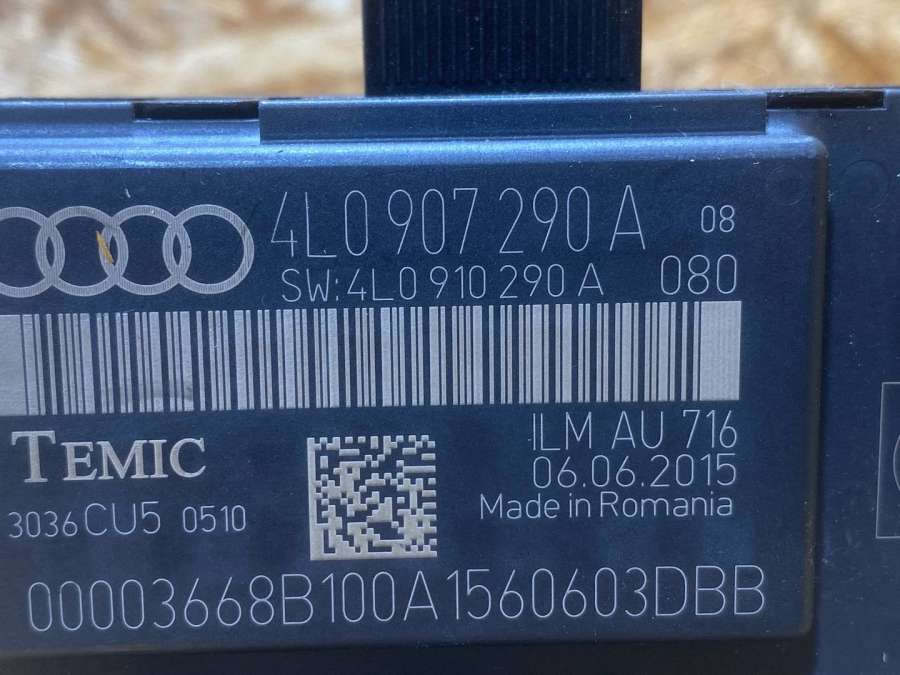 4L0 907 290 A 08
SW:4L0 910 290 A 080
TEMIC
3036CU5 0510
ILM AU 716
06.06.2015
Made in Romania
00003668B100A1560603DBB